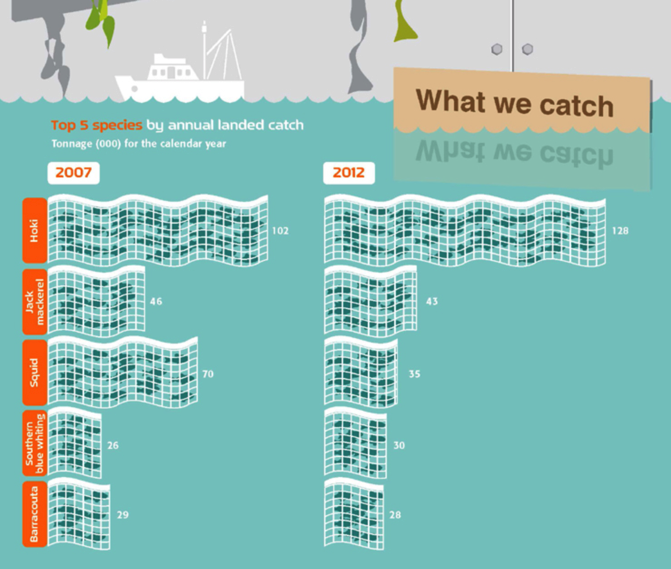 What we catch
What we catch
Top 5 species by annual landed catch
Tonnage (000) for the calendar year
2007
2012
Hoki
102
128
Jack
mackerel
46
43
Squid
70
35
Southern
blue whiting
26
30
Barracouta
29
28